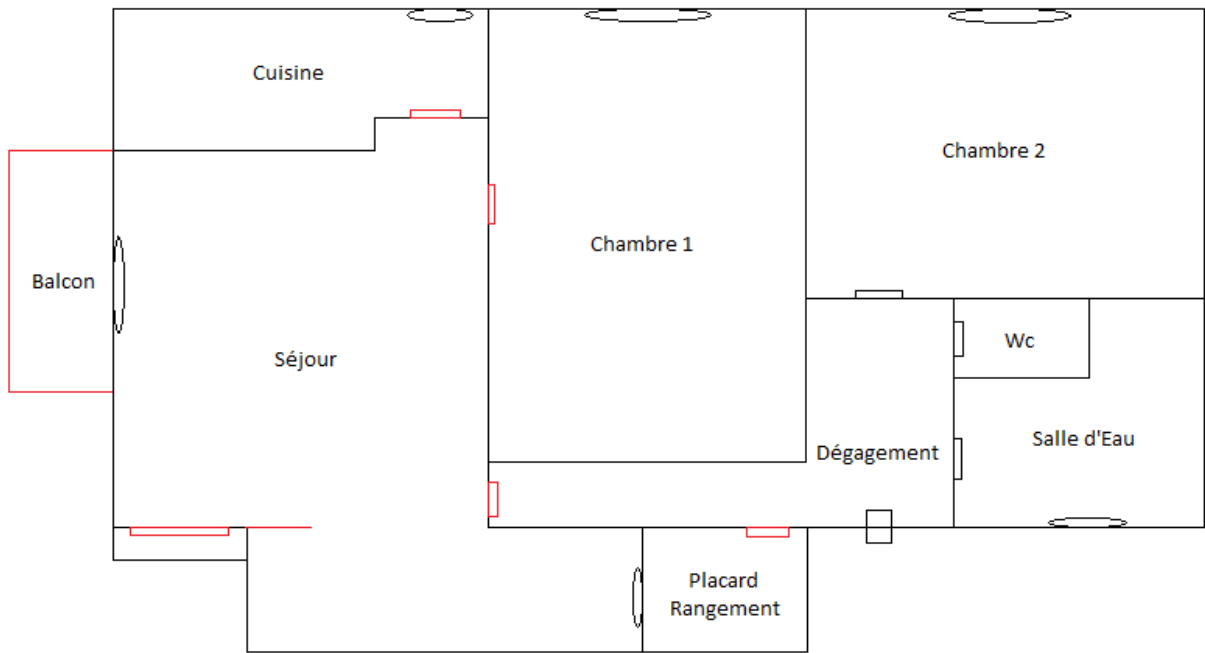 Cuisine
Chambre 2
Chambre 1
Balcon
Séjour
Wc
Salle d'Eau
Dégagement
Placard
Rangement